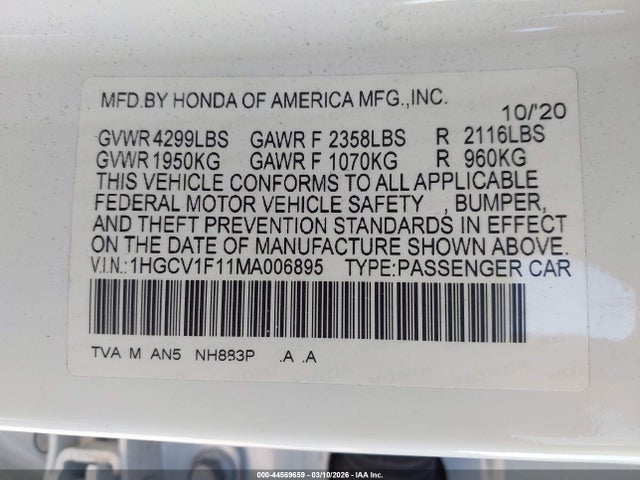 MFD.BY HONDA OF AMERICA MFG.,INC.
10/'20
GVWR 4299LBS GAWR F 2358LBS R 2116LBS
GVWR 1950KG GAWR F 1070KG R 960KG
THIS VEHICLE CONFORMS TO ALL APPLICABLE
FEDERAL MOTOR VEHICLE SAFETY , BUMPER,
AND THEFT PREVENTION STANDARDS IN EFFECT
ON THE DATE OF MANUFACTURE SHOWN ABOVE.
V.I.N.:1HGCV1F11MA006895 TYPE:PASSENGER CAR
TVA M AN5 NH883P .A .A
000-44569659 | 03/10/2026 | IAA Inc.